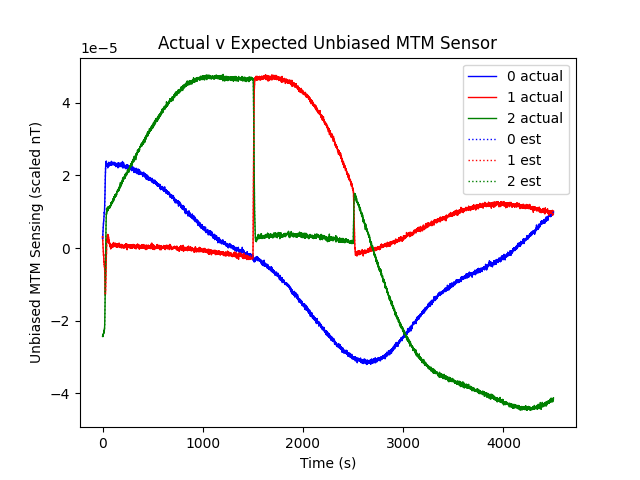 Actual v Expected Unbiased MTM Sensor
1e−5
4
2
0
−2
−4
Unbiased MTM Sensing (scaled nT)
0
1000
2000
3000
4000
Time (s)
0 actual
1 actual
2 actual
0 est
1 est
2 est